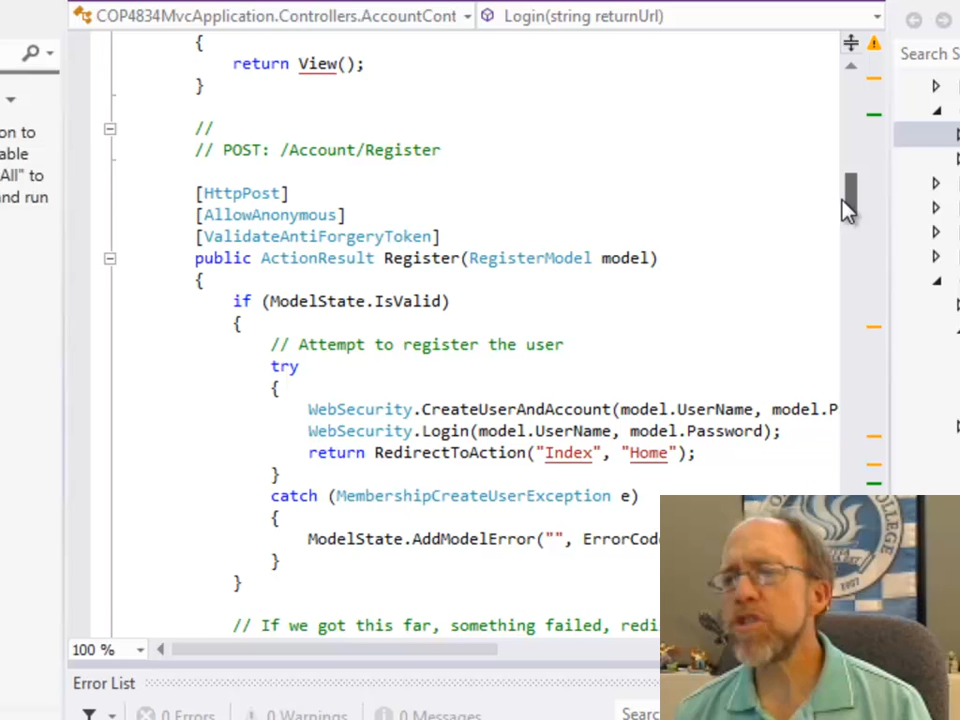 COP4834MvcApplication.Controllers.AccountCont
Login(string returnUrl)
Search S
on to
able
All" to
and run
{
return View();
}
//
// POST: /Account/Register
[HttpPost]
[AllowAnonymous]
[ValidateAntiForgeryToken]
public ActionResult Register(RegisterModel model)
{
if (ModelState.IsValid)
{
// Attempt to register the user
try
{
WebSecurity.CreateUserAndAccount(model.UserName, model.P
WebSecurity.Login(model.UserName, model.Password);
return RedirectToAction("Index", "Home");
}
catch (MembershipCreateUserException e)
{
ModelState.AddModelError("", ErrorCode
}
}
// If we got this far, something failed, redi
100 %
Error List
0 Errors
0 Warnings
0 Messages
Searc
COLLEGE